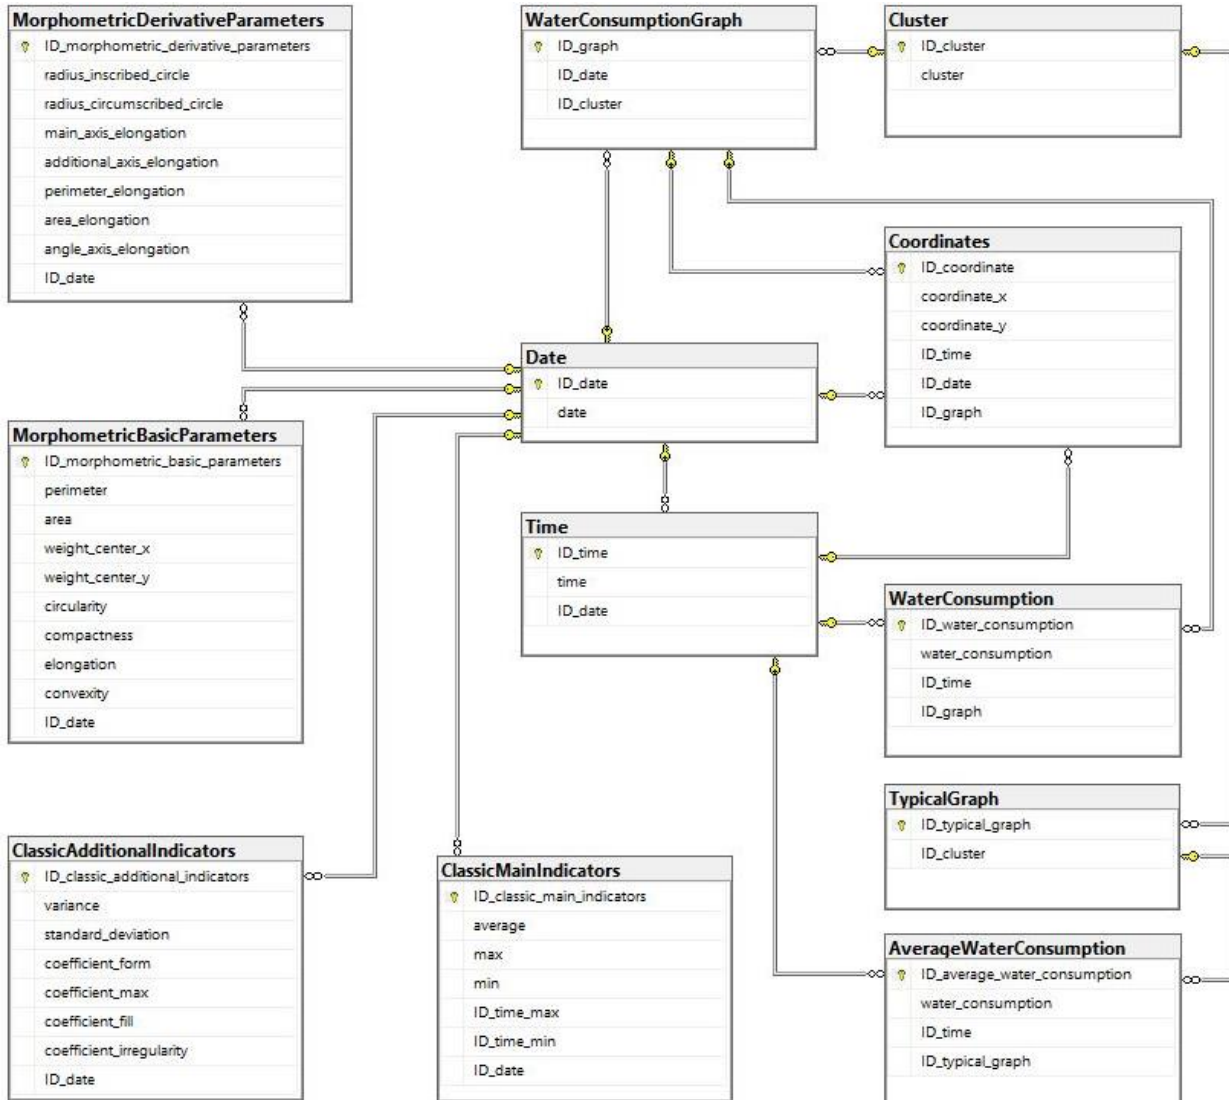 MorphometricDerivativeParameters
ID_morphometric_derivative_parameters
radius_inscribed_circle
radius_circumscribed_circle
main_axis_elongation
additional_axis_elongation
perimeter_elongation
area_elongation
angle_axis_elongation
ID_date
WaterConsumptionGraph
ID_graph
ID_date
ID_cluster
Cluster
ID_cluster
cluster
Coordinates
ID_coordinate
coordinate_x
coordinate_y
ID_time
ID_date
ID_graph
Date
ID_date
date
MorphometricBasicParameters
ID_morphometric_basic_parameters
perimeter
area
weight_center_x
weight_center_y
circularity
compactness
elongation
convexity
ID_date
Time
ID_time
time
ID_date
WaterConsumption
ID_water_consumption
water_consumption
ID_time
ID_graph
TypicalGraph
ID_typical_graph
ID_cluster
ClassicAdditionalIndicators
ID_classic_additional_indicators
variance
standard_deviation
coefficient_form
coefficient_max
coefficient_fill
coefficient_irregularity
ID_date
ClassicMainIndicators
ID_classic_main_indicators
average
max
min
ID_time_max
ID_time_min
ID_date
AverageWaterConsumption
ID_average_water_consumption
water_consumption
ID_time
ID_typical_graph